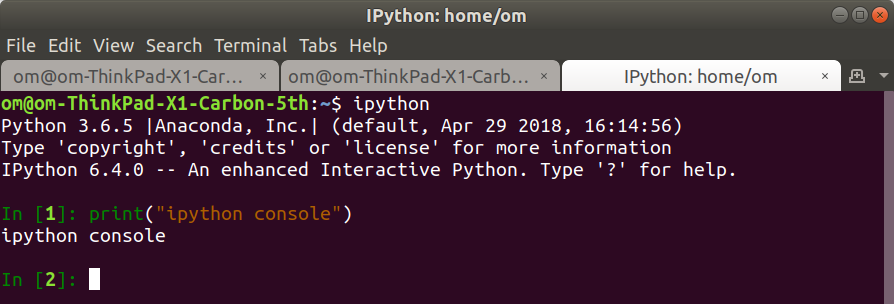 IPython: home/om
File Edit View Search Terminal Tabs Help
om@om-ThinkPad-X1-Car... × om@om-ThinkPad-X1-Carb... × IPython: home/om ×
om@om-ThinkPad-X1-Carbon-5th:~$ ipython
Python 3.6.5 |Anaconda, Inc.| (default, Apr 29 2018, 16:14:56)
Type 'copyright', 'credits' or 'license' for more information
IPython 6.4.0 -- An enhanced Interactive Python. Type '?' for help.
In [1]: print("ipython console")
ipython console
In [2]: